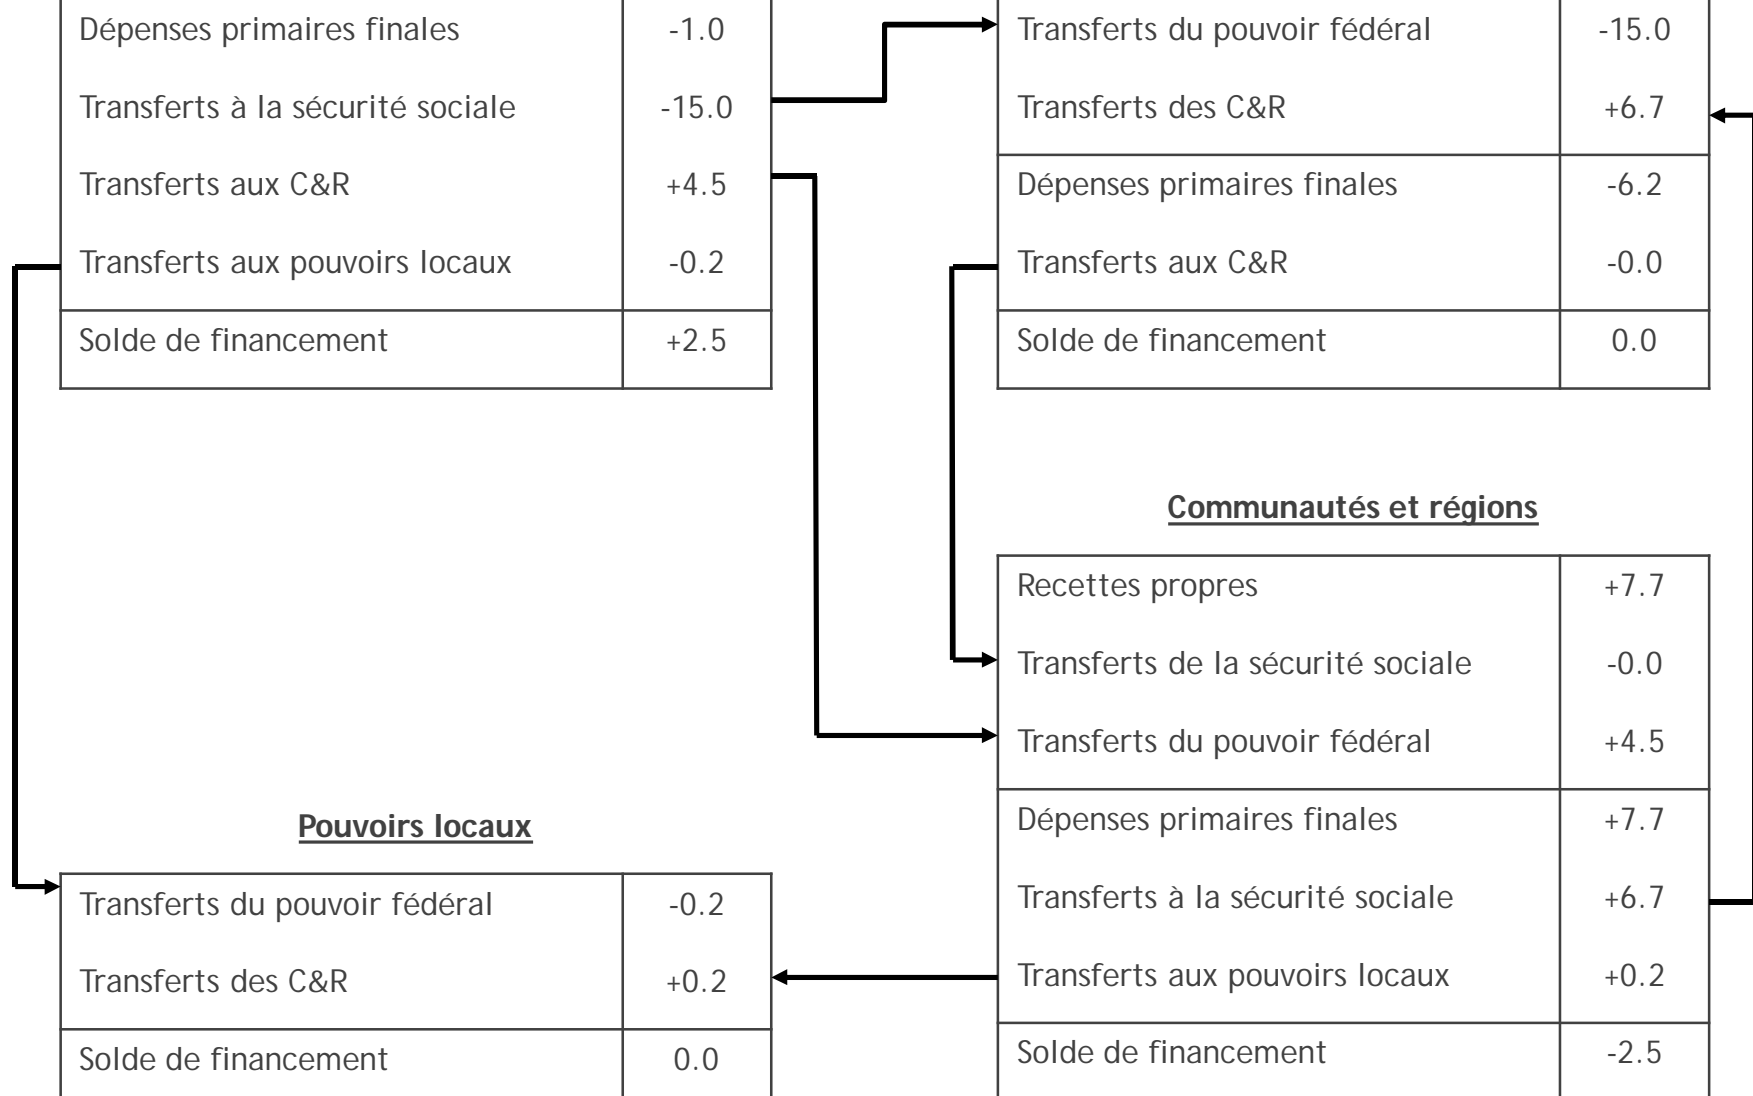 Dépenses primaires finales -1.0
Transferts à la sécurité sociale -15.0
Transferts aux C&R +4.5
Transferts aux pouvoirs locaux -0.2
Solde de financement +2.5
Transferts du pouvoir fédéral -15.0
Transferts des C&R +6.7
Dépenses primaires finales -6.2
Transferts aux C&R -0.0
Solde de financement 0.0
Communautés et régions
Recettes propres +7.7
Transferts de la sécurité sociale -0.0
Transferts du pouvoir fédéral +4.5
Dépenses primaires finales +7.7
Transferts à la sécurité sociale +6.7
Transferts aux pouvoirs locaux +0.2
Solde de financement -2.5
Pouvoirs locaux
Transferts du pouvoir fédéral -0.2
Transferts des C&R +0.2
Solde de financement 0.0